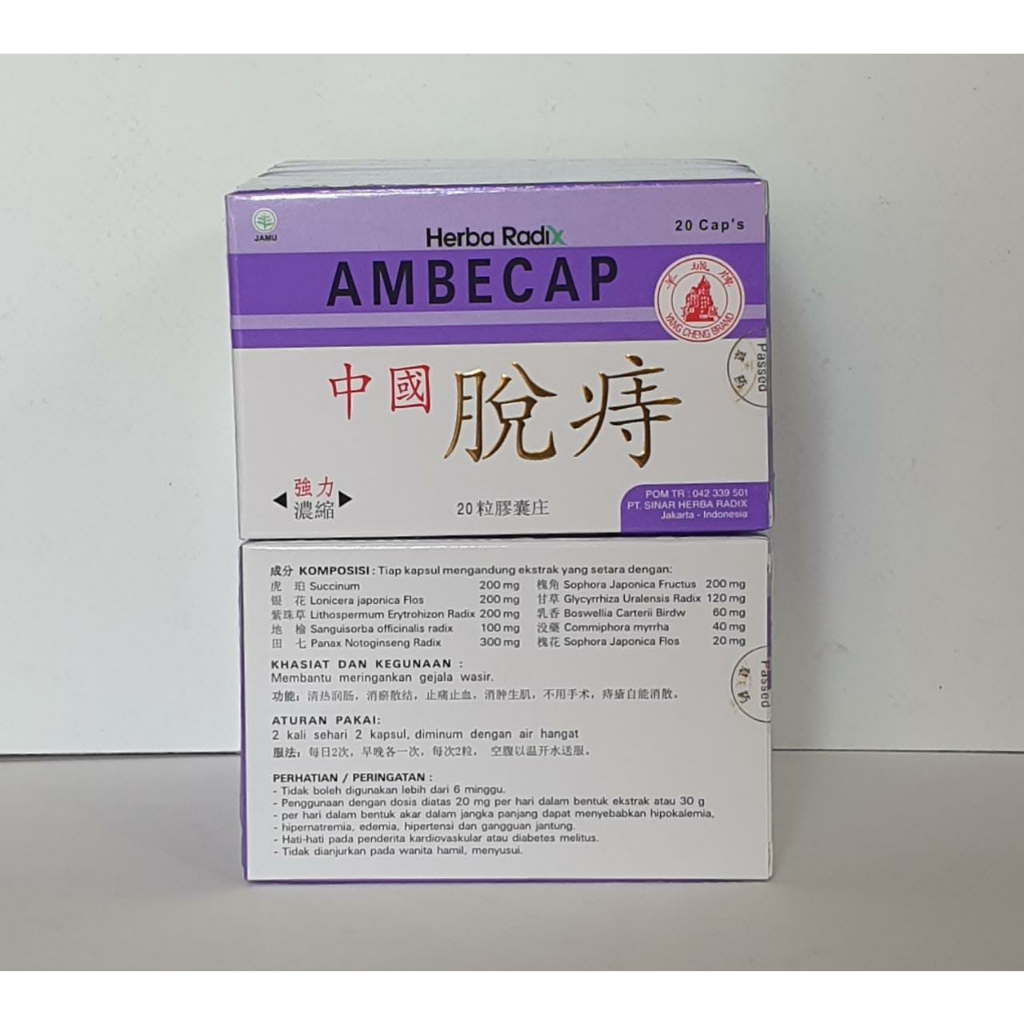 JAMU
Herba Radix
20 Cap's
AMBECAP
羊城牌
YANG CHENG BRAND
Passed
中國 脫痔
強力
濃縮
20粒膠囊庄
POM TR : 042 339 501
PT. SINAR HERBA RADIX
Jakarta - Indonesia
成分 KOMPOSISI : Tiap kapsul mengandung ekstrak yang setara dengan:
虎 珀 Succinum 200 mg 槐角 Sophora Japonica Fructus 200 mg
银 花 Lonicera japonica Flos 200 mg 甘草 Glycyrrhiza Uralensis Radix 120 mg
紫珠草 Lithospermum Erytrohizon Radix 200 mg 乳香 Boswellia Carterii Birdw 60 mg
地 榆 Sanguisorba officinalis radix 100 mg 没藥 Commiphora myrrha 40 mg
田 七 Panax Notoginseng Radix 300 mg 槐花 Sophora Japonica Flos 20 mg
KHASIAT DAN KEGUNAAN :
Membantu meringankan gejala wasir.
功能：清热润肠，消瘀散结，止痛止血，消肿生肌，不用手术，痔疮自能消散。
Passed
ATURAN PAKAI:
2 kali sehari 2 kapsul, diminum dengan air hangat
服法：每日2次，早晚各一次，每次2粒， 空腹以温开水送服。
PERHATIAN / PERINGATAN :
- Tidak boleh digunakan lebih dari 6 minggu.
- Penggunaan dengan dosis diatas 20 mg per hari dalam bentuk ekstrak atau 30 g
- per hari dalam bentuk akar dalam jangka panjang dapat menyebabkan hipokalemia,
- hipernatremia, edemia, hipertensi dan gangguan jantung.
- Hati-hati pada penderita kardiovaskular atau diabetes melitus.
- Tidak dianjurkan pada wanita hamil, menyusui.